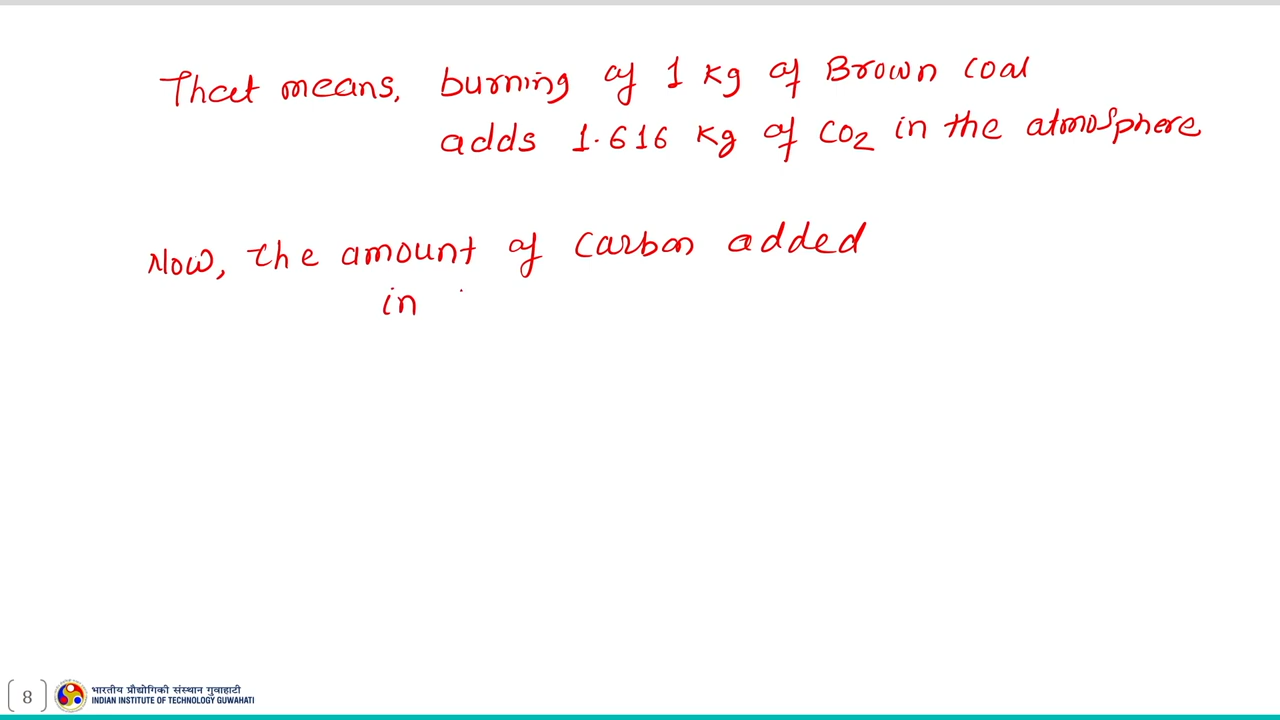 That means, burning of 1 kg of Brown coal
adds 1.616 kg of CO2 in the atmosphere
Now, the amount of carbon added
in
8
भारतीय प्रौद्योगिकी संस्थान गुवाहाटी
INDIAN INSTITUTE OF TECHNOLOGY GUWAHATI